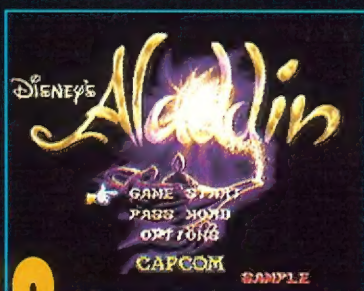 DISNEY'S
Aladdin
GAME START
PASS WORD
OPTIONS
CAPCOM
SAMPLE